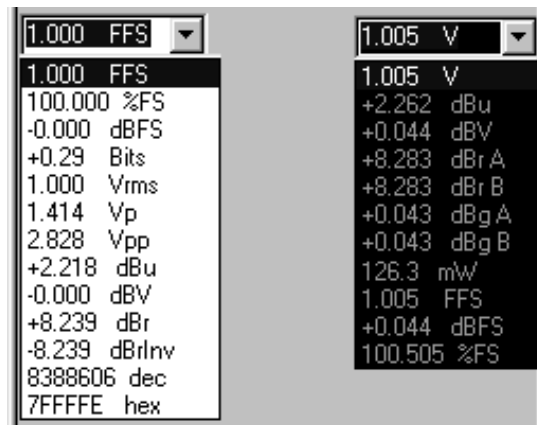 1.000 FFS
1.000 FFS
100.000 %FS
-0.000 dBFS
+0.29 Bits
1.000 Vrms
1.414 Vp
2.828 Vpp
+2.218 dBu
-0.000 dBV
+8.239 dBr
-8.239 dBrInv
8388606 dec
7FFFFE hex
1.005 V
1.005 V
+2.262 dBu
+0.044 dBV
+8.283 dBr A
+8.283 dBr B
+0.043 dBg A
+0.043 dBg B
126.3 mW
1.005 FFS
+0.044 dBFS
100.505 %FS